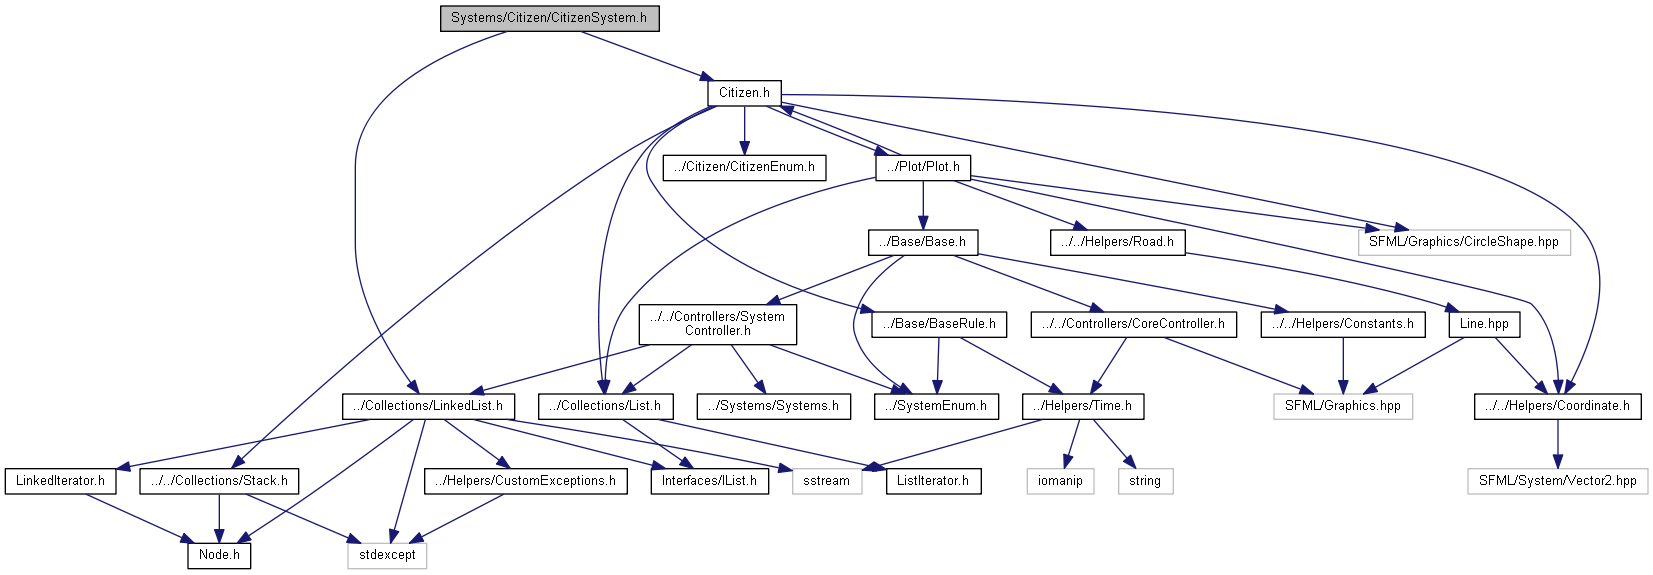 Systems/Citizen/CitizenSystem.h
Citizen.h
../Citizen/CitizenEnum.h
../Plot/Plot.h
../Base/Base.h
../../Helpers/Road.h
SFML/Graphics/CircleShape.hpp
../../Controllers/System
Controller.h
../Base/BaseRule.h
../../Controllers/CoreController.h
../../Helpers/Constants.h
Line.hpp
../Collections/LinkedList.h
../Collections/List.h
../Systems/Systems.h
../SystemEnum.h
../Helpers/Time.h
SFML/Graphics.hpp
../../Helpers/Coordinate.h
LinkedIterator.h
../../Collections/Stack.h
../Helpers/CustomExceptions.h
Interfaces/IList.h
sstream
ListIterator.h
iomanip
string
SFML/System/Vector2.hpp
Node.h
stdexcept